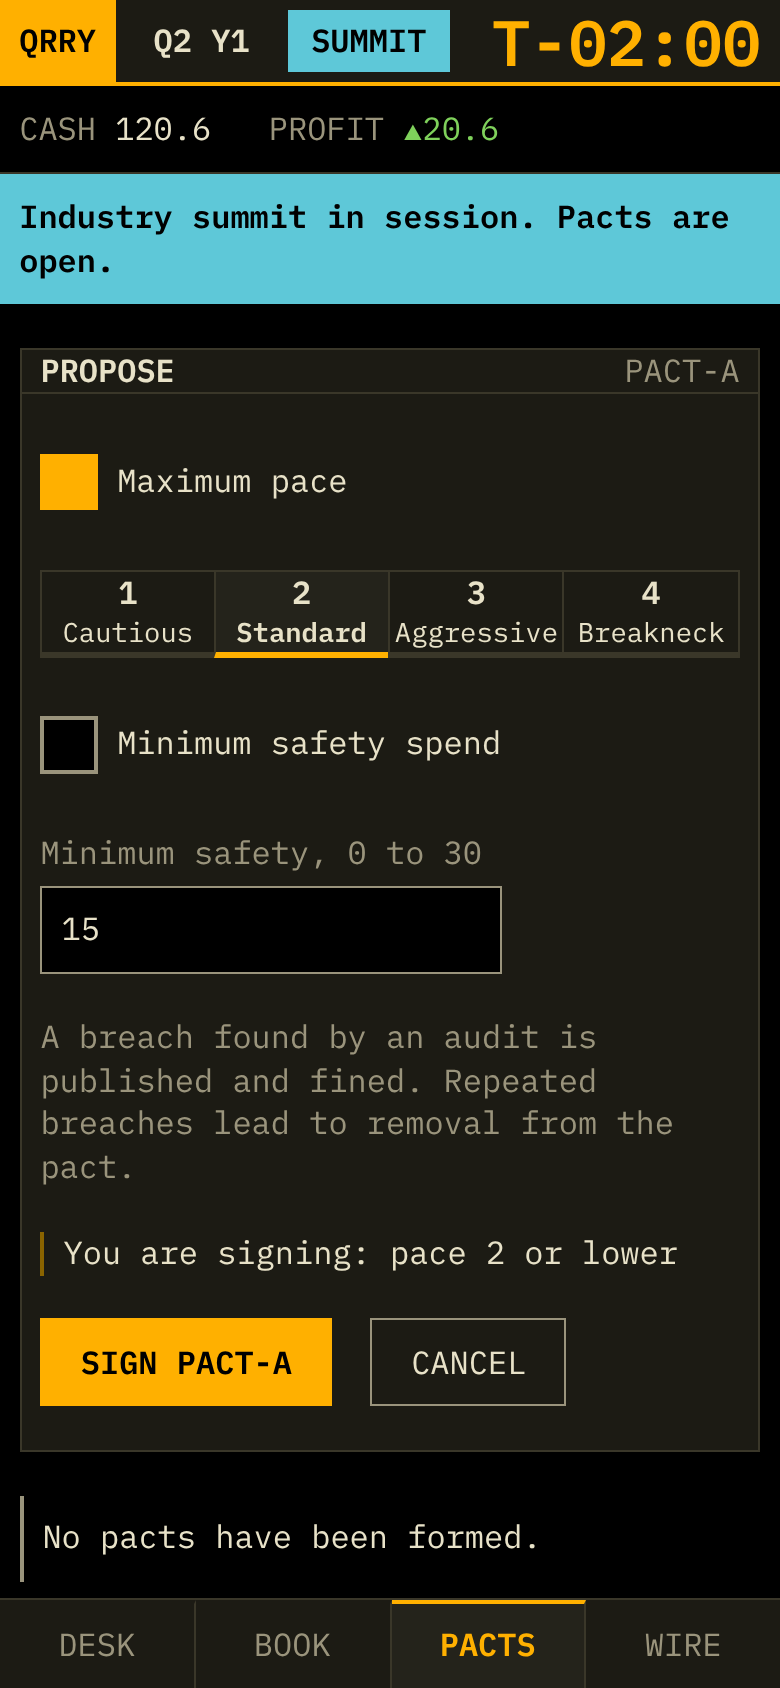 QRRY Q2 Y1 SUMMIT T-02:00
CASH 120.6 PROFIT ▲20.6
Industry summit in session. Pacts are
open.
PROPOSE PACT-A
Maximum pace
1 2 3 4
Cautious Standard Aggressive Breakneck
Minimum safety spend
Minimum safety, 0 to 30
15
A breach found by an audit is
published and fined. Repeated
breaches lead to removal from the
pact.
You are signing: pace 2 or lower
SIGN PACT-A CANCEL
No pacts have been formed.
DESK BOOK PACTS WIRE